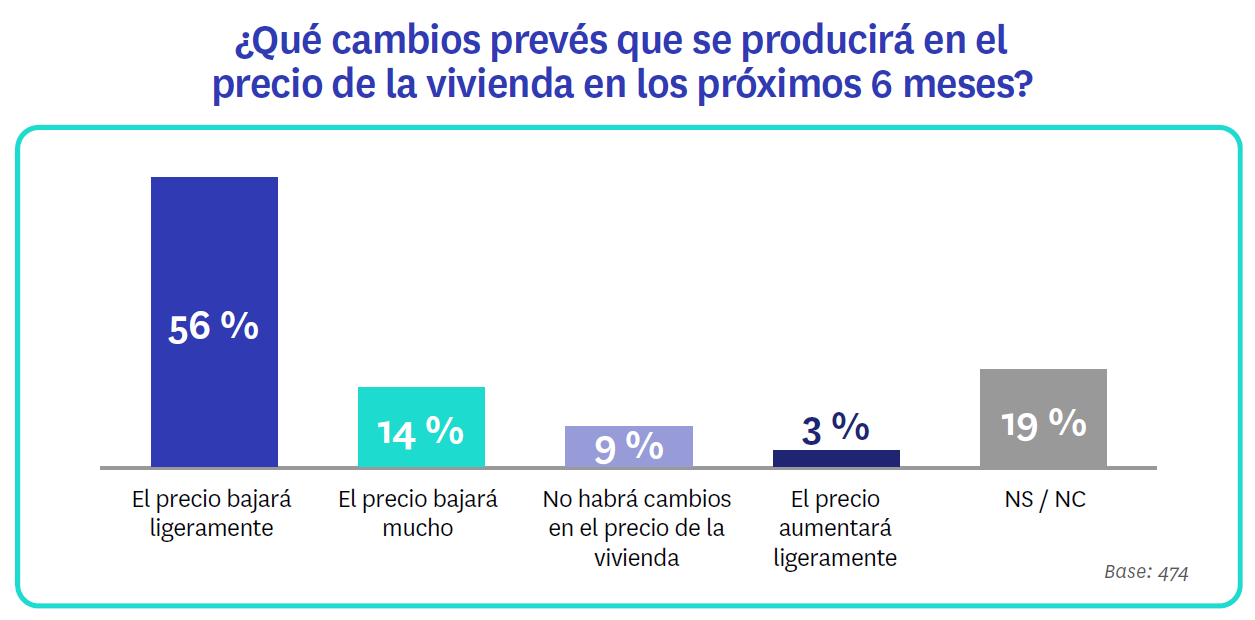 ¿Qué cambios prevés que se producirá en el
precio de la vivienda en los próximos 6 meses?
56 %
14 %
9 %
3 %
19 %
El precio bajará
ligeramente
El precio bajará
mucho
No habrá cambios
en el precio de la
vivienda
El precio
aumentará
ligeramente
NS / NC
Base: 474